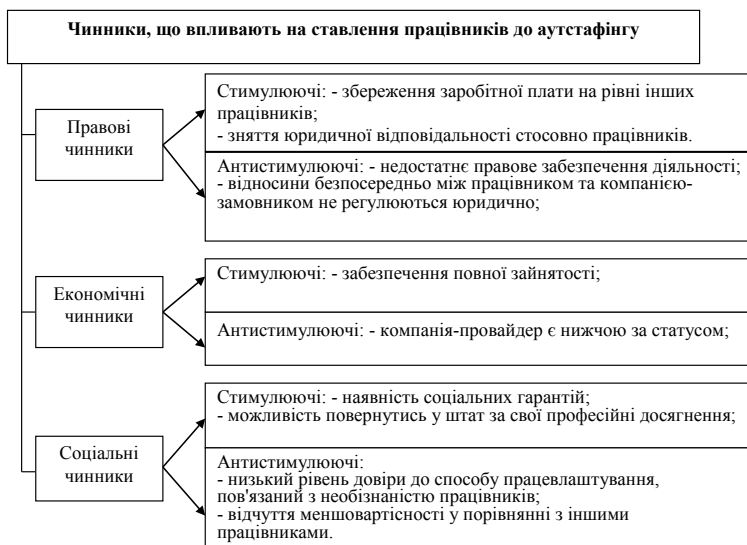 Чинники, що впливають на ставлення працівників до аутстафінгу
Правові
чинники
Стимулюючі: - збереження заробітної плати на рівні інших
працівників;
- зняття юридичної відповідальності стосовно працівників.
Антистимулюючі: - недостатнє правове забезпечення діяльності;
- відносини безпосередньо між працівником та компанією-
замовником не регулюються юридично;
Економічні
чинники
Стимулюючі: - забезпечення повної зайнятості;
Антистимулюючі: - компанія-провайдер є нижчою за статусом;
Соціальні
чинники
Стимулюючі: - наявність соціальних гарантій;
- можливість повернутись у штат за свої професійні досягнення;
Антистимулюючі:
- низький рівень довіри до способу працевлаштування,
пов'язаний з необізнаністю працівників;
- відчуття меншовартісності у порівнянні з іншими
працівниками.